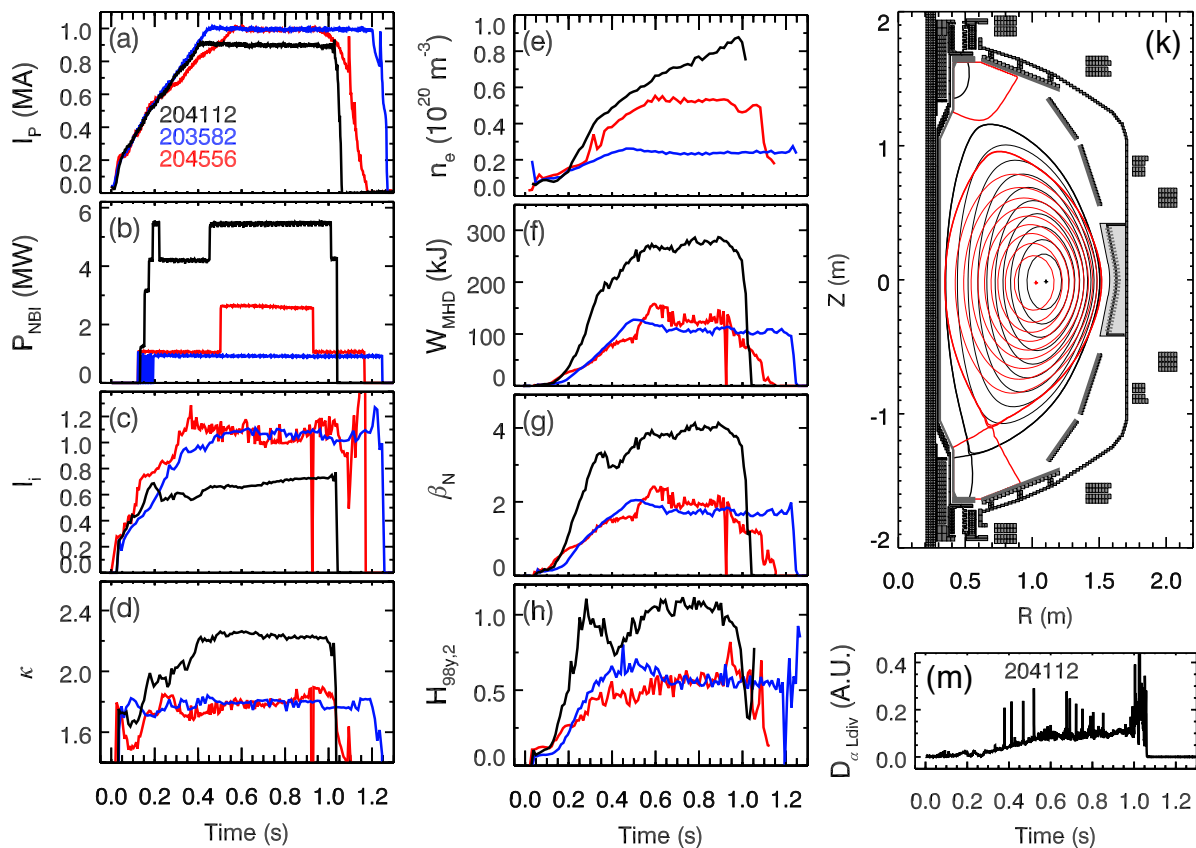 (a)
I_P (MA)
1.0
0.8
0.6
0.4
0.2
0.0
204112
203582
204556
(b)
P_NBI (MW)
6
4
2
0
(c)
l_i
1.2
1.0
0.8
0.6
0.4
0.2
0.0
(d)
κ
2.2
1.8
1.6
0.0 0.2 0.4 0.6 0.8 1.0 1.2
Time (s)
(e)
n_e (10^20 m^-3)
1.0
0.8
0.6
0.4
0.2
0.0
(f)
W_MHD (kJ)
300
200
100
0
(g)
β_N
4
2
0
(h)
H_98y,2
1.0
0.5
0.0
0.0 0.2 0.4 0.6 0.8 1.0 1.2
Time (s)
(k)
Z (m)
2
1
0
-1
-2
0.0 0.5 1.0 1.5 2.0
R (m)
(m)
204112
D_α Ldiv (A.U.)
0.4
0.2
0.0
0.0 0.2 0.4 0.6 0.8 1.0 1.2
Time (s)